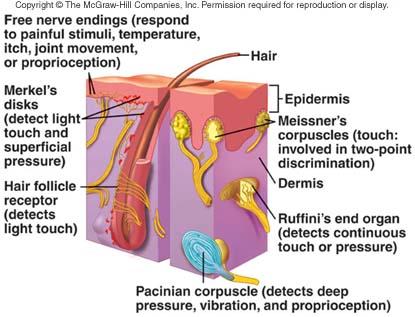 Copyright © The McGraw-Hill Companies, Inc. Permission required for reproduction or display.
Free nerve endings (respond
to painful stimuli, temperature,
itch, joint movement,
or proprioception)
Hair
Merkel's
disks
(detect light
touch and
superficial
pressure)
Epidermis
Meissner's
corpuscles (touch:
involved in two-point
discrimination)
Hair follicle
receptor
(detects
light touch)
Dermis
Ruffini's end organ
(detects continuous
touch or pressure)
Pacinian corpuscle (detects deep
pressure, vibration, and proprioception)